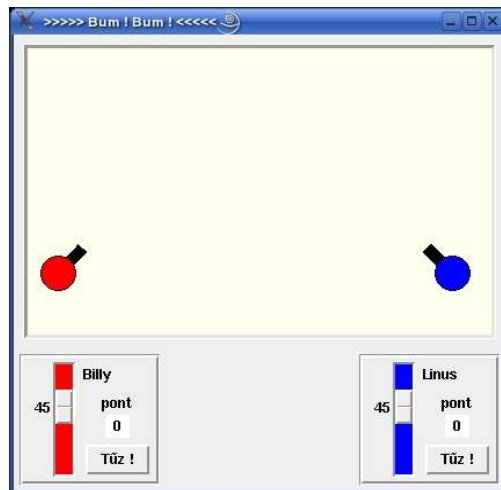 >>>>> Bum ! Bum ! <<<<<
Billy
45
pont
0
Tűz !
Linus
45
pont
0
Tűz !